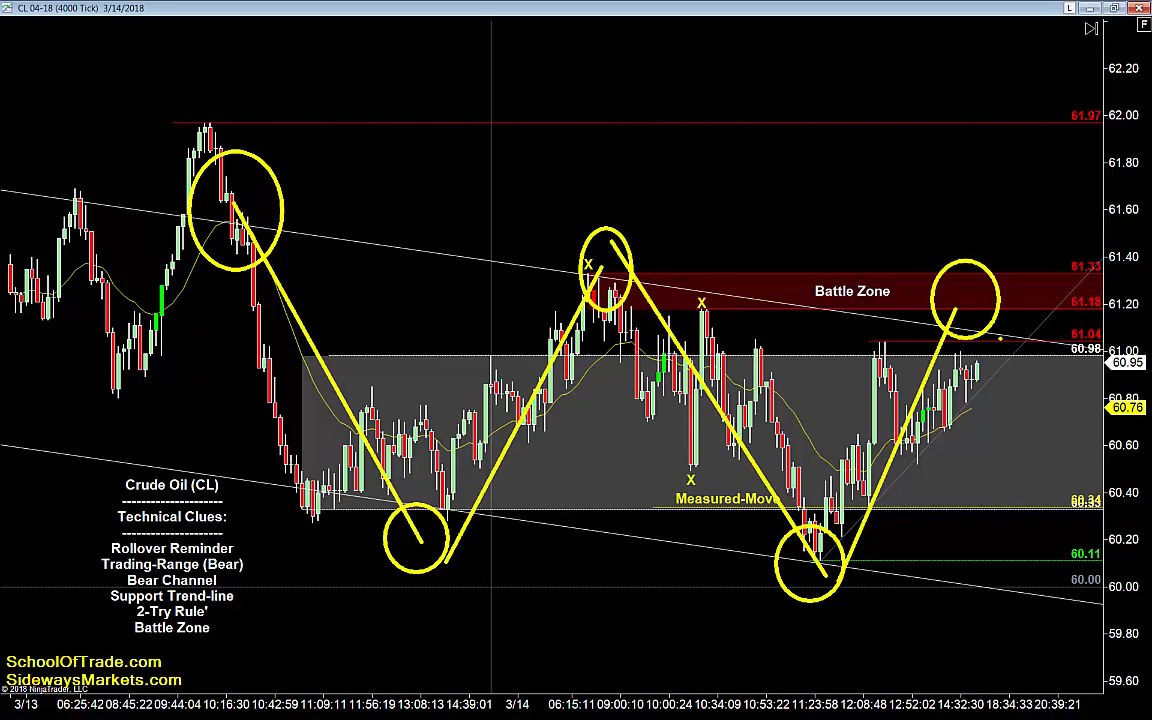 CL 04-18 (4000 Tick) 3/14/2018
L
F
62.20
62.00
61.97
61.80
61.60
61.40
61.33
X
Battle Zone
61.20
61.18
X
61.04
61.00
60.98
60.95
60.80
60.76
60.60
X
Measured-Move
60.40
60.34
60.33
60.20
60.11
60.00
60.00
59.80
59.60
Crude Oil (CL)
--------------------
Technical Clues:
--------------------
Rollover Reminder
Trading-Range (Bear)
Bear Channel
Support Trend-line
2-Try Rule'
Battle Zone
SchoolOfTrade.com
SidewaysMarkets.com
© 2018 NinjaTrader, LLC
3/13 06:25:42 08:45:22 09:44:04 10:16:30 10:42:59 11:09:11 11:56:19 13:08:13 14:39:01 3/14 06:15:11 09:00:10 10:00:24 10:34:09 10:53:22 11:23:58 12:08:48 12:52:02 14:32:30 18:34:33 20:39:21